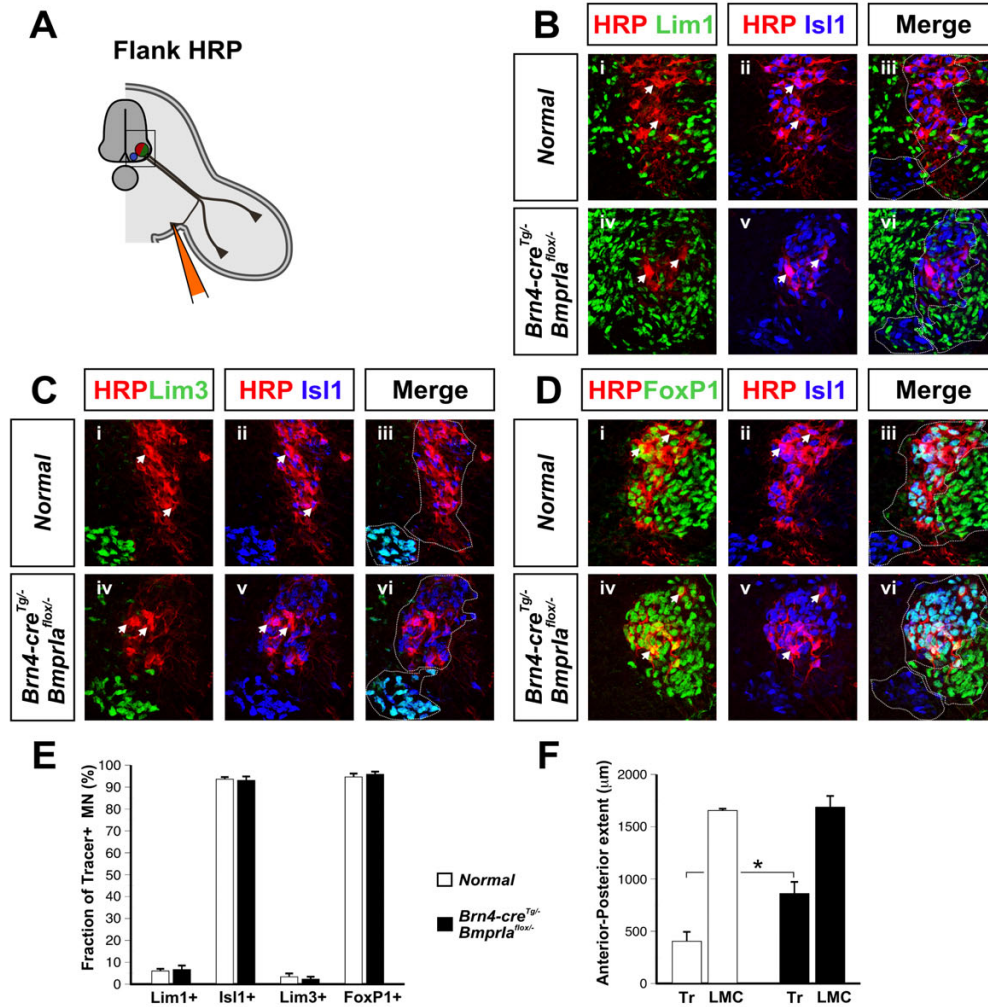 A
Flank HRP
B
HRP Lim1
HRP Isl1
Merge
Normal
i
ii
iii
Brn4-cre^Tg/-
Bmprla^flox/-
iv
v
vi
C
HRPLim3
HRP Isl1
Merge
Normal
i
ii
iii
Brn4-cre^Tg/-
Bmprla^flox/-
iv
v
vi
D
HRPFoxP1
HRP Isl1
Merge
Normal
i
ii
iii
Brn4-cre^Tg/-
Bmprla^flox/-
iv
v
vi
E
Fraction of Tracer+ MN (%)
100
90
80
70
60
50
40
30
20
10
0
Lim1+ Isl1+ Lim3+ FoxP1+
Normal
Brn4-cre^Tg/-
Bmprla^flox/-
F
Anterior-Posterior extent (µm)
2000
1500
1000
500
0
*
Tr LMC Tr LMC